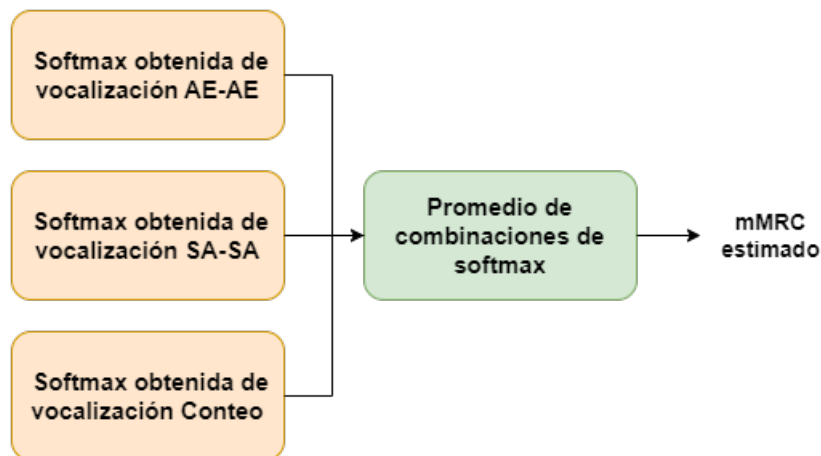 Softmax obtenida de
vocalización AE-AE
Softmax obtenida de
vocalización SA-SA
Softmax obtenida de
vocalización Conteo
Promedio de
combinaciones de
softmax
mMRC
estimado